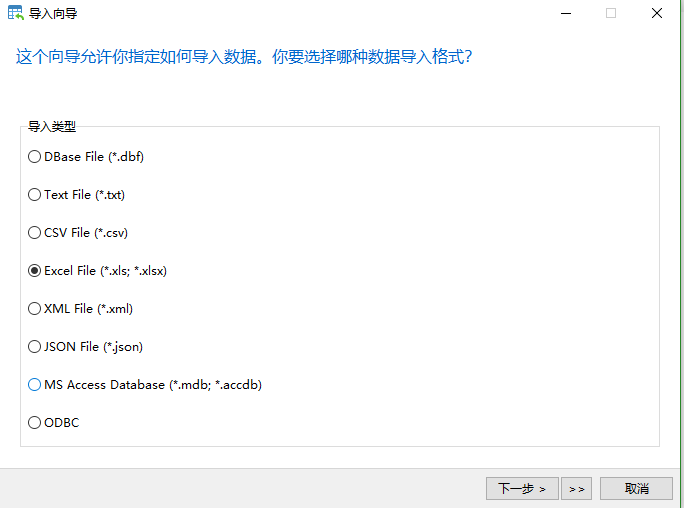 导入向导
这个向导允许你指定如何导入数据。你要选择哪种数据导入格式？
导入类型
DBase File (*.dbf)
Text File (*.txt)
CSV File (*.csv)
Excel File (*.xls; *.xlsx)
XML File (*.xml)
JSON File (*.json)
MS Access Database (*.mdb; *.accdb)
ODBC
下一步 > >> 取消